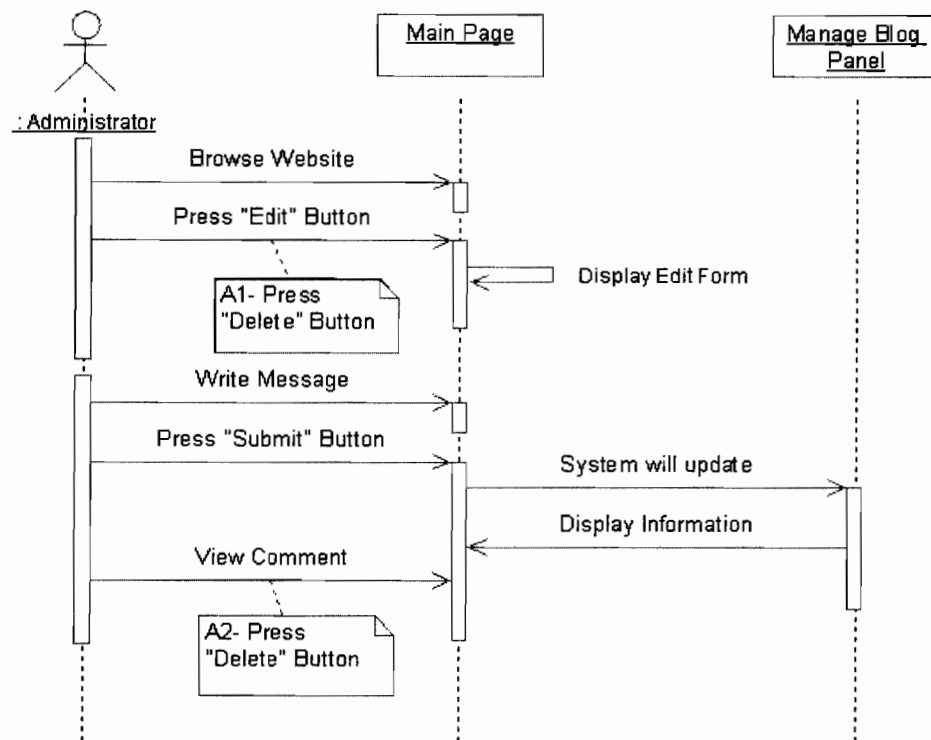 Main Page
Manage Blog
Panel
: Administrator
Browse Website
Press "Edit" Button
Display Edit Form
A1- Press
"Delete" Button
Write Message
Press "Submit" Button
System will update
Display Information
View Comment
A2- Press
"Delete" Button